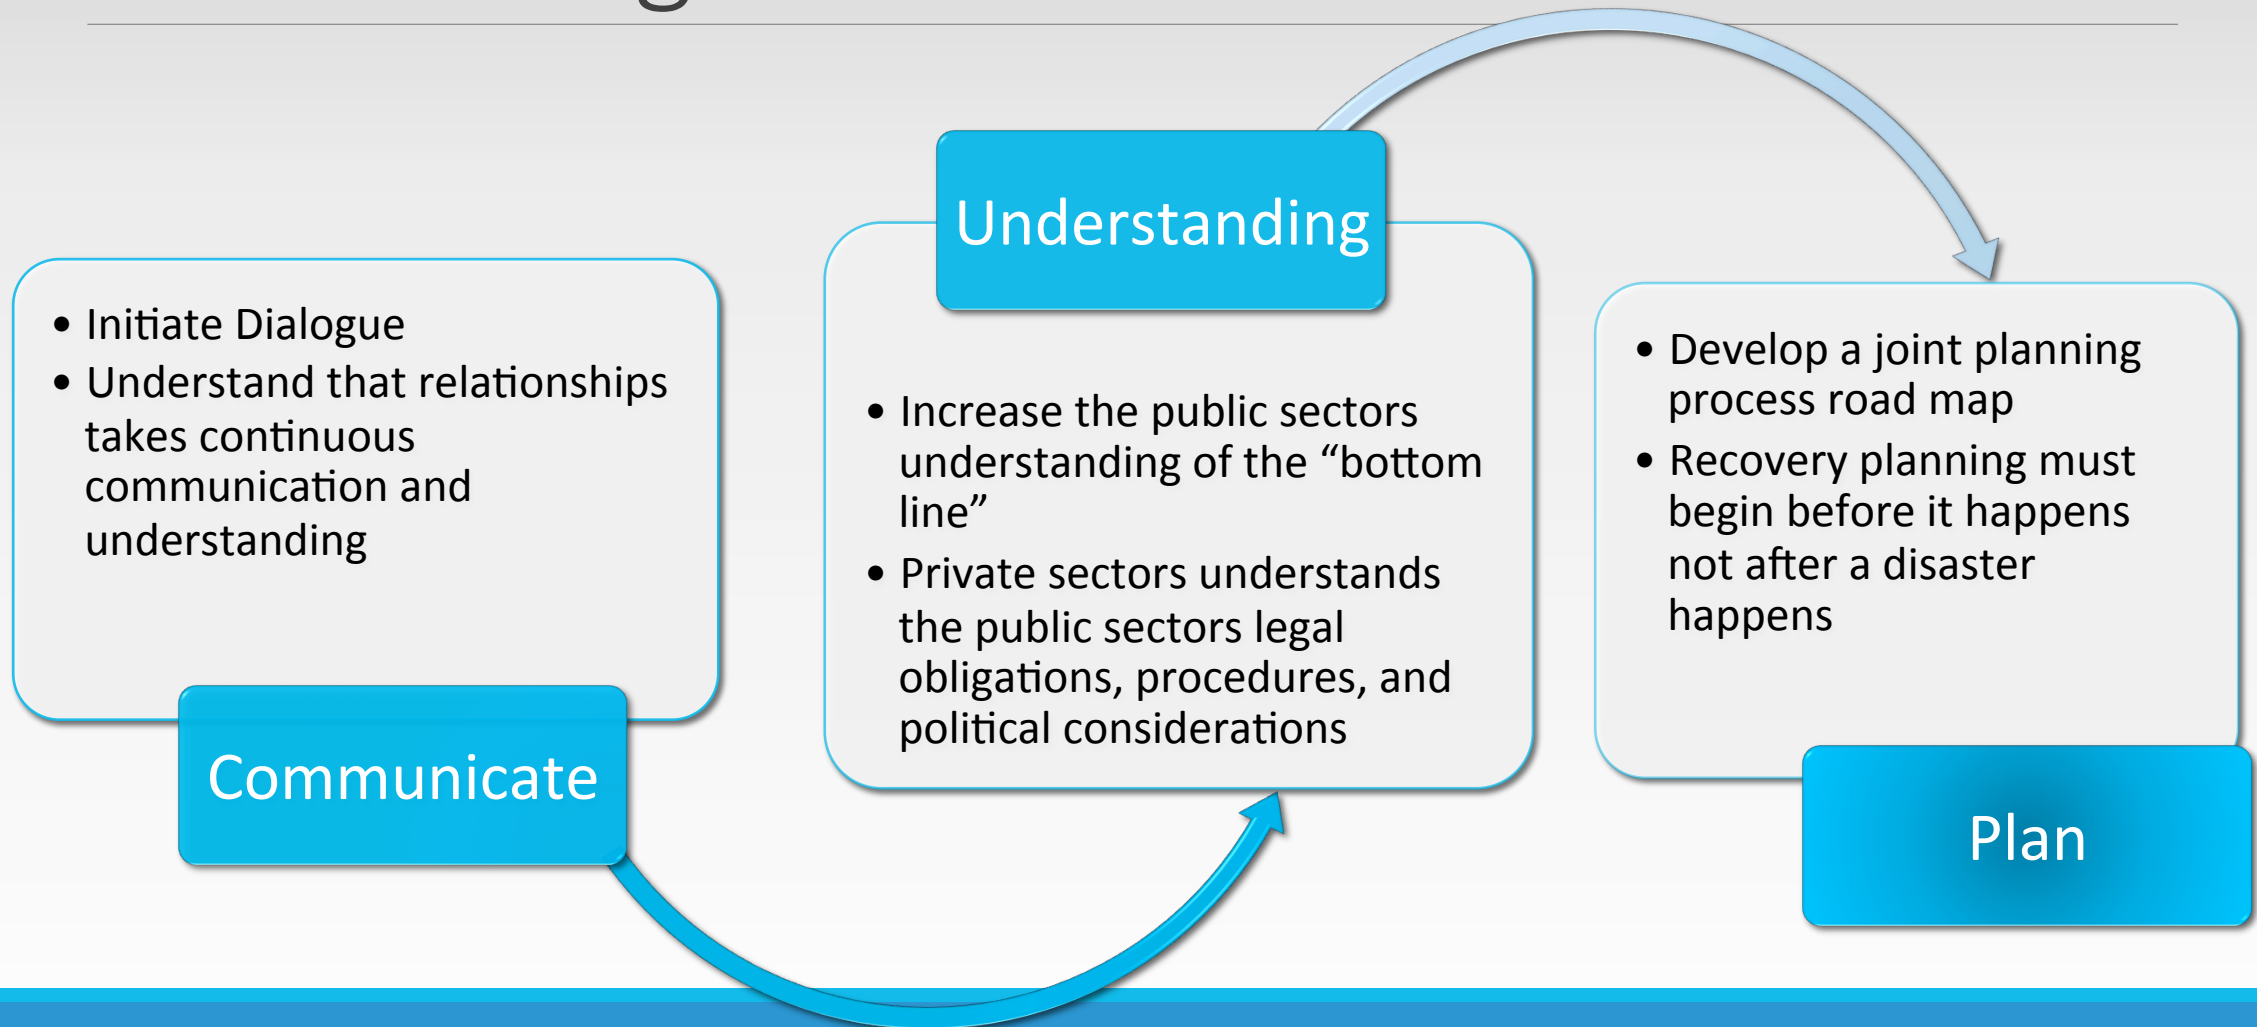 • Initiate Dialogue
• Understand that relationships
takes continuous
communication and
understanding
Communicate
Understanding
• Increase the public sectors
understanding of the “bottom
line”
• Private sectors understands
the public sectors legal
obligations, procedures, and
political considerations
• Develop a joint planning
process road map
• Recovery planning must
begin before it happens
not after a disaster
happens
Plan